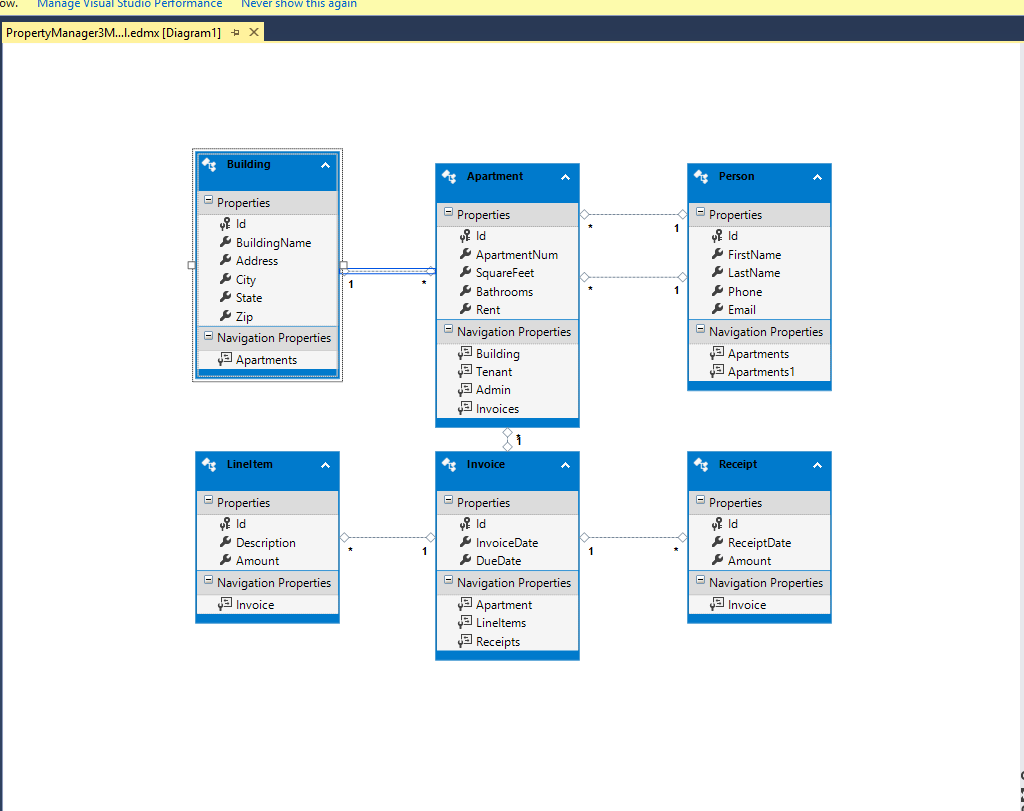 ow. Manage Visual Studio Performance Never show this again
PropertyManager3M...l.edmx [Diagram1]
Building
Properties
Id
BuildingName
Address
City
State
Zip
Navigation Properties
Apartments
1
*
Apartment
Properties
Id
ApartmentNum
SquareFeet
Bathrooms
Rent
Navigation Properties
Building
Tenant
Admin
Invoices
*
1
*
1
Person
Properties
Id
FirstName
LastName
Phone
Email
Navigation Properties
Apartments
Apartments1
*
1
LineItem
Properties
Id
Description
Amount
Navigation Properties
Invoice
*
1
Invoice
Properties
Id
InvoiceDate
DueDate
Navigation Properties
Apartment
LineItems
Receipts
1
*
Receipt
Properties
Id
ReceiptDate
Amount
Navigation Properties
Invoice